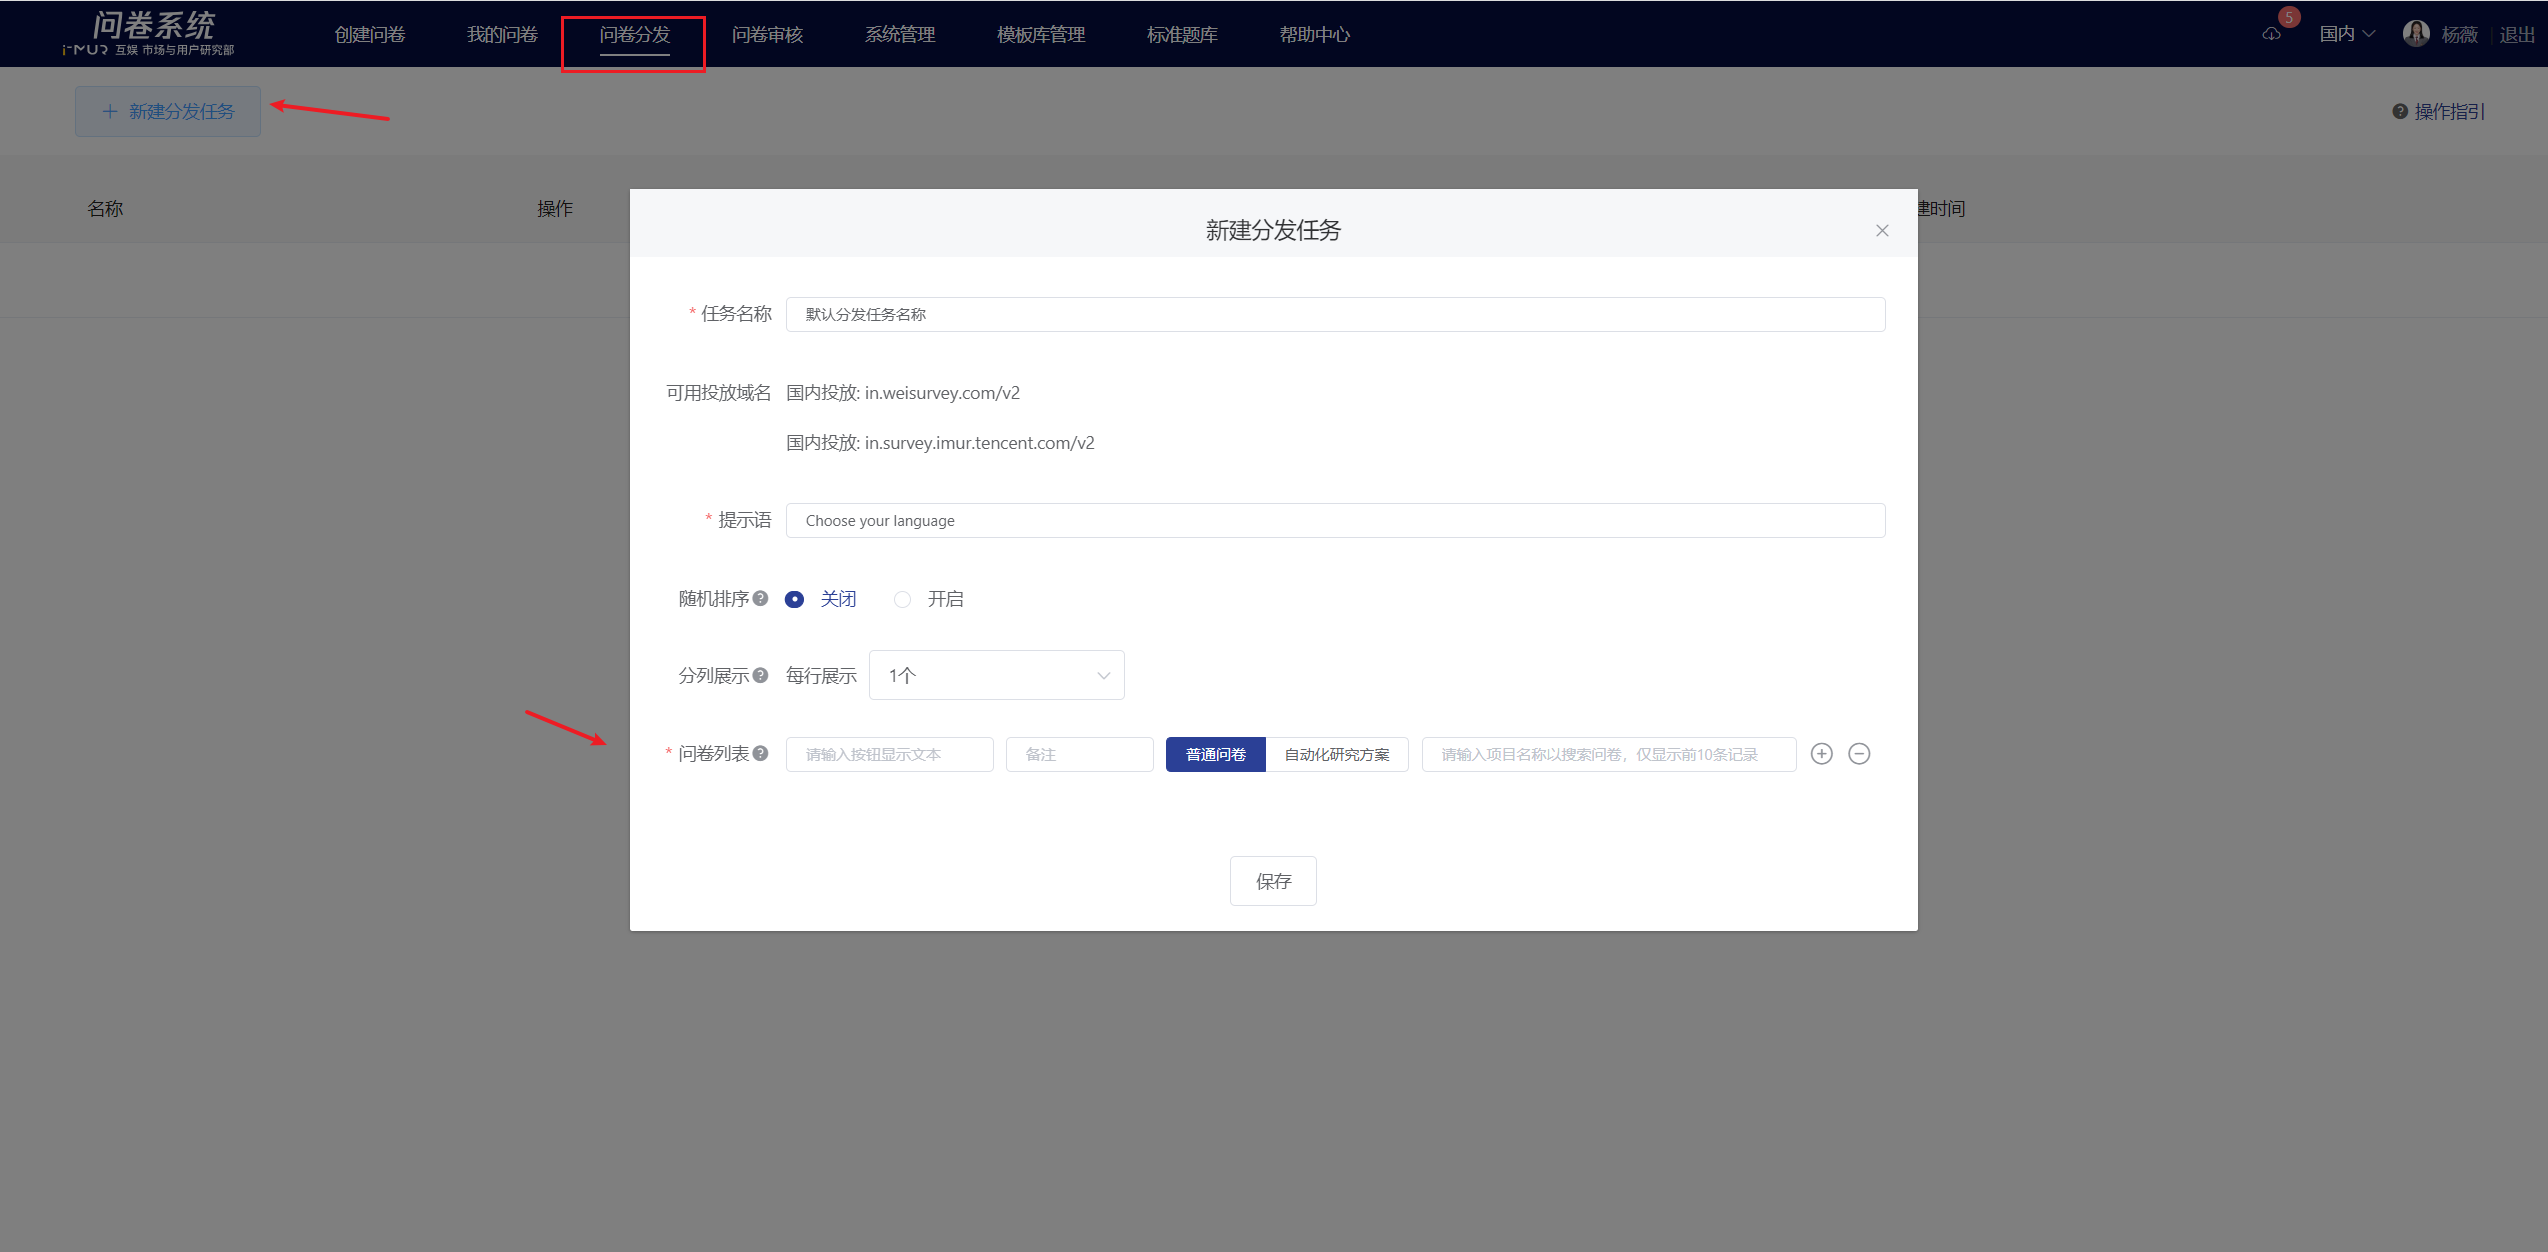 问卷系统
i-MUR 互娱 市场与用户研究部
创建问卷 我的问卷 问卷分发 问卷审核 系统管理 模板库管理 标准题库 帮助中心
5
国内 杨薇 退出
+ 新建分发任务
? 操作指引
名称 操作 建时间
新建分发任务 ×
* 任务名称 默认分发任务名称
可用投放域名 国内投放: in.weisurvey.com/v2
国内投放: in.survey.imur.tencent.com/v2
* 提示语 Choose your language
随机排序 ? 关闭 开启
分列展示 ? 每行展示 1个
* 问卷列表 ? 请输入按钮显示文本 备注 普通问卷 自动化研究方案 请输入项目名称以搜索问卷，仅显示前10条记录
保存